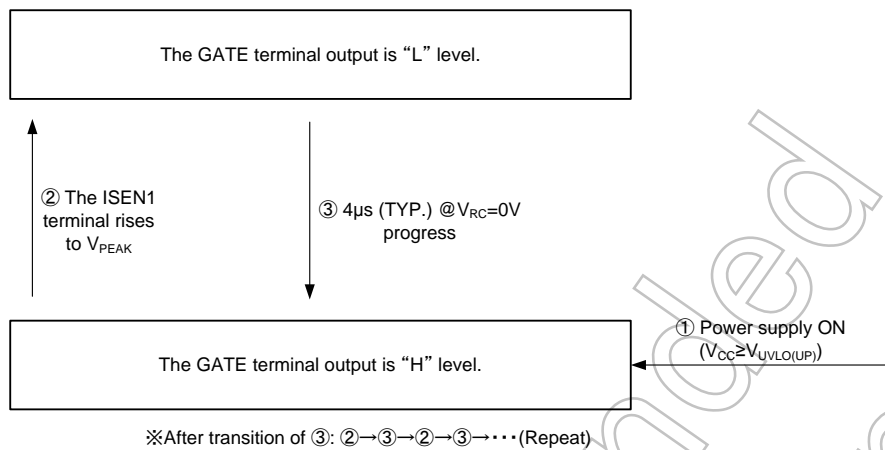 The GATE terminal output is “L” level.
② The ISEN1
terminal rises
to VPEAK
③ 4μs (TYP.) @VRC=0V
progress
① Power supply ON
(VCC≥VUVLO(UP))
The GATE terminal output is “H” level.
※After transition of ③: ②→③→②→③→･･･(Repeat)
nded